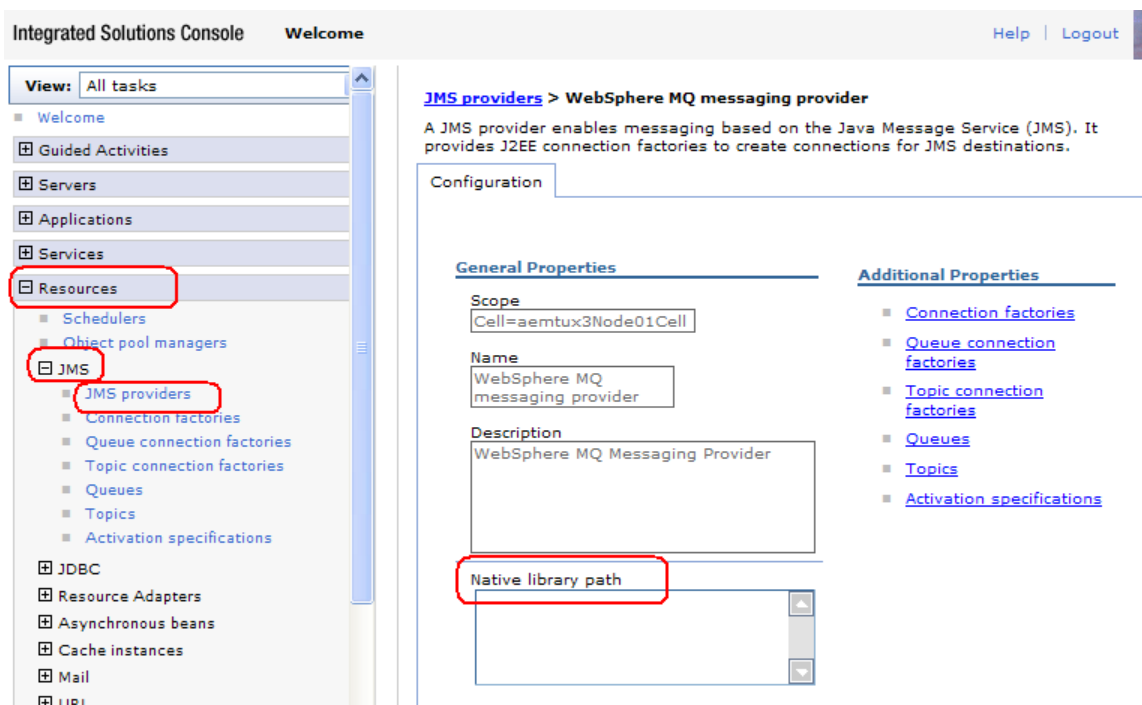 Integrated Solutions Console Welcome Help | Logout
View: All tasks
Welcome
Guided Activities
Servers
Applications
Services
Resources
Schedulers
Object pool managers
JMS
JMS providers
Connection factories
Queue connection factories
Topic connection factories
Queues
Topics
Activation specifications
JDBC
Resource Adapters
Asynchronous beans
Cache instances
Mail
URL
JMS providers > WebSphere MQ messaging provider
A JMS provider enables messaging based on the Java Message Service (JMS). It
provides J2EE connection factories to create connections for JMS destinations.
Configuration
General Properties
Scope
Cell=aemtux3Node01Cell
Name
WebSphere MQ
messaging provider
Description
WebSphere MQ Messaging Provider
Native library path
Additional Properties
Connection factories
Queue connection
factories
Topic connection
factories
Queues
Topics
Activation specifications